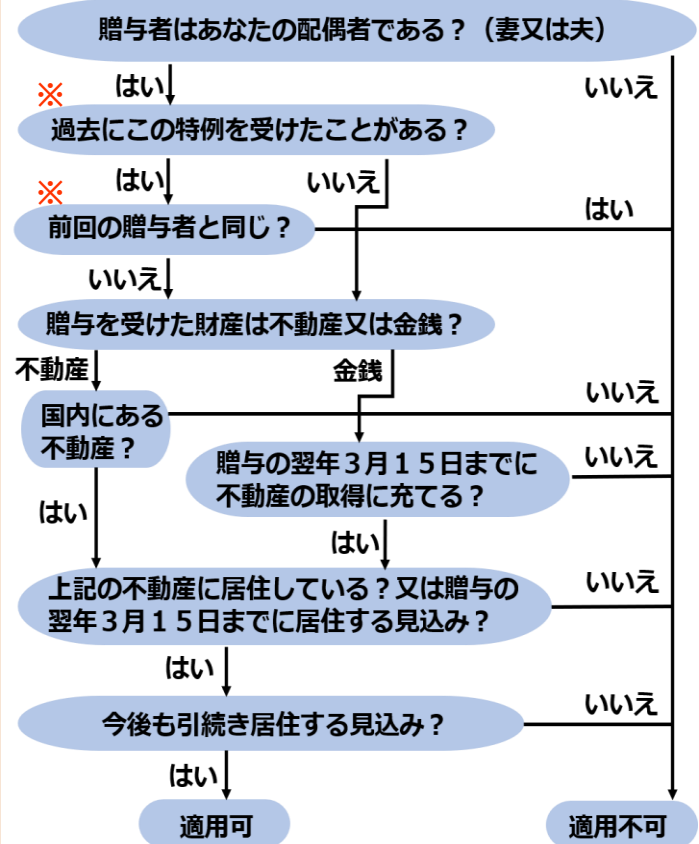 贈与者はあなたの配偶者である？（妻又は夫）
はい
いいえ
※
過去にこの特例を受けたことがある？
はい
いいえ
※
前回の贈与者と同じ？
はい
いいえ
贈与を受けた財産は不動産又は金銭？
不動産
金銭
国内にある
不動産？
いいえ
贈与の翌年３月１５日までに
不動産の取得に充てる？
いいえ
はい
はい
上記の不動産に居住している？又は贈与の
翌年３月１５日までに居住する見込み？
いいえ
はい
今後も引続き居住する見込み？
いいえ
はい
適用可
適用不可